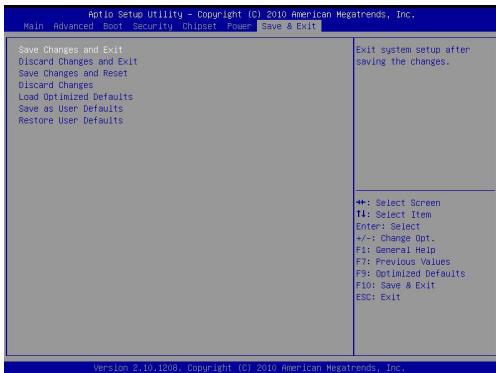 Aptio Setup Utility – Copyright (C) 2010 American Megatrends, Inc.
Main Advanced Boot Security Chipset Power Save & Exit
Save Changes and Exit
Discard Changes and Exit
Save Changes and Reset
Discard Changes
Load Optimized Defaults
Save as User Defaults
Restore User Defaults
Exit system setup after
saving the changes.
→←: Select Screen
↑↓: Select Item
Enter: Select
+/-: Change Opt.
F1: General Help
F7: Previous Values
F9: Optimized Defaults
F10: Save & Exit
ESC: Exit
Version 2.10.1208. Copyright (C) 2010 American Megatrends, Inc.